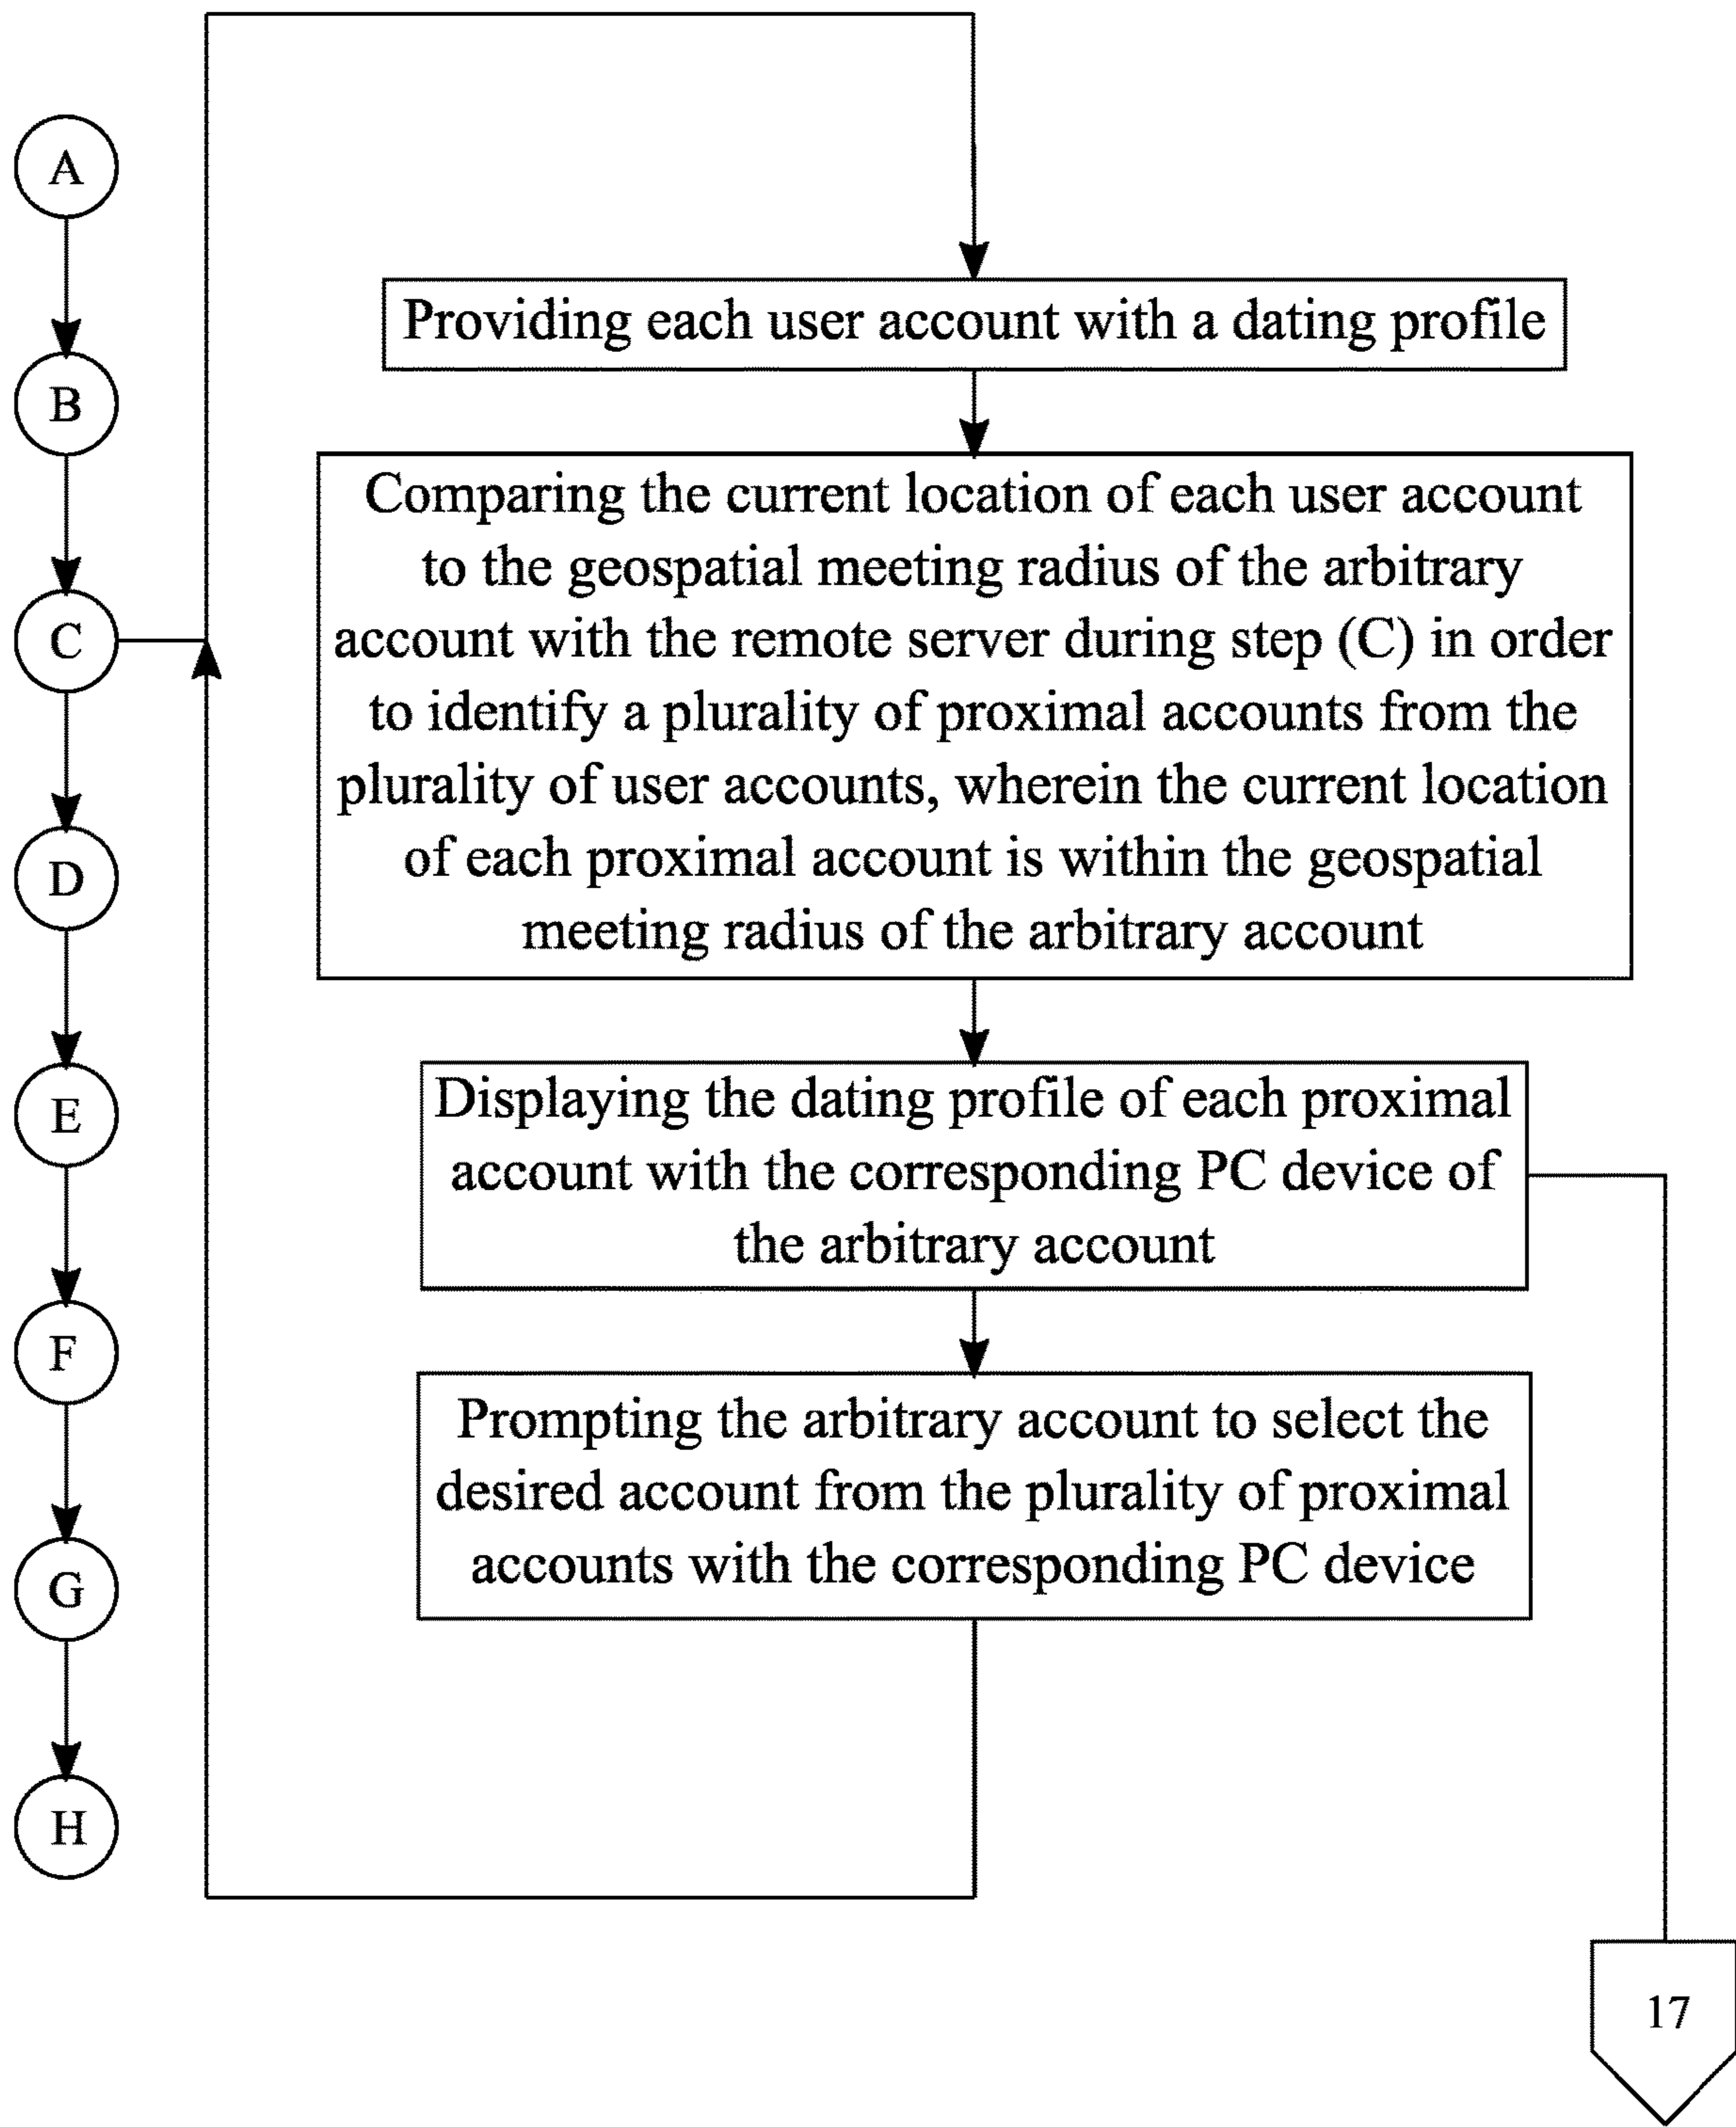 A
B
C
D
E
F
G
H
Providing each user account with a dating profile
Comparing the current location of each user account
to the geospatial meeting radius of the arbitrary
account with the remote server during step (C) in order
to identify a plurality of proximal accounts from the
plurality of user accounts, wherein the current location
of each proximal account is within the geospatial
meeting radius of the arbitrary account
Displaying the dating profile of each proximal
account with the corresponding PC device of
the arbitrary account
Prompting the arbitrary account to select the
desired account from the plurality of proximal
accounts with the corresponding PC device
17